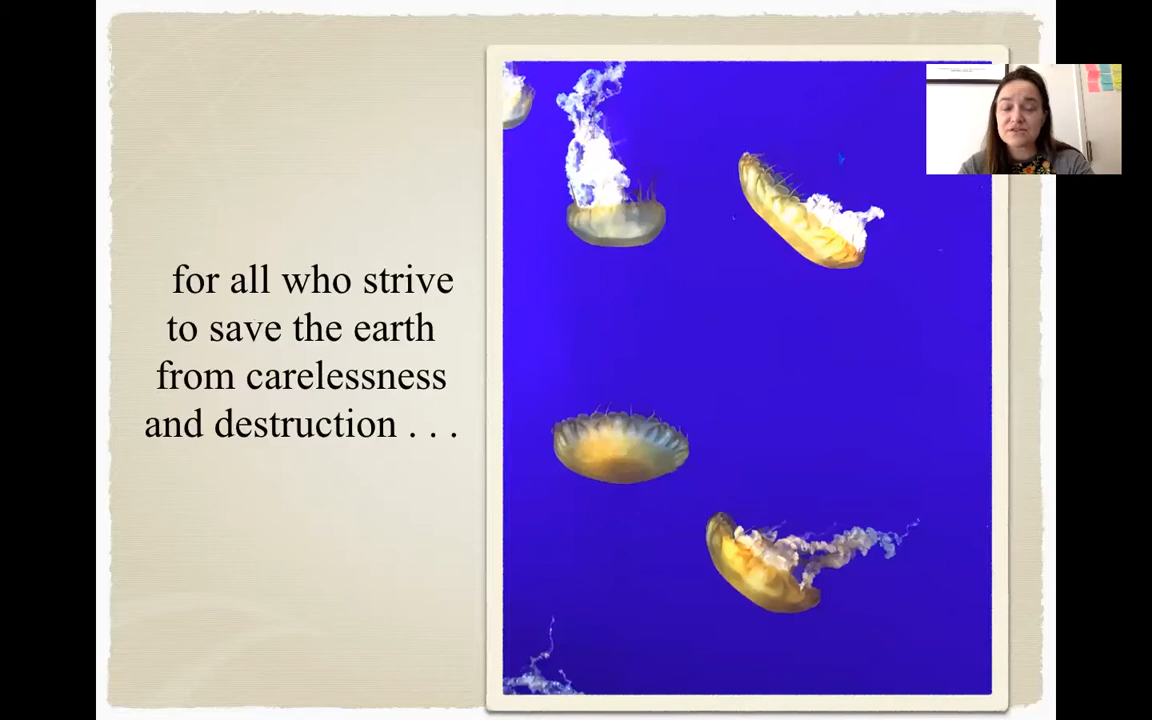 for all who strive
to save the earth
from carelessness
and destruction . . .